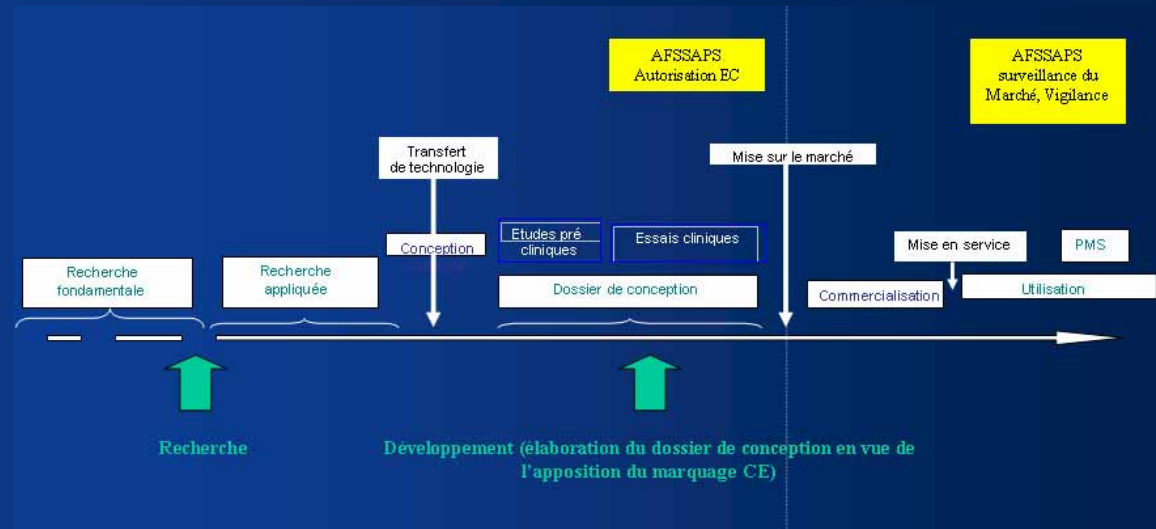 AFSSAPS
Autorisation EC
AFSSAPS
surveillance du
Marché, Vigilance
Transfert
de technologie
Mise sur le marché
Conception
Etudes pré
cliniques
Essais cliniques
Mise en service
PMS
Recherche
fondamentale
Recherche
appliquée
Dossier de conception
Commercialisation
Utilisation
Recherche
Développement (élaboration du dossier de conception en vue de
l'apposition du marquage CE)